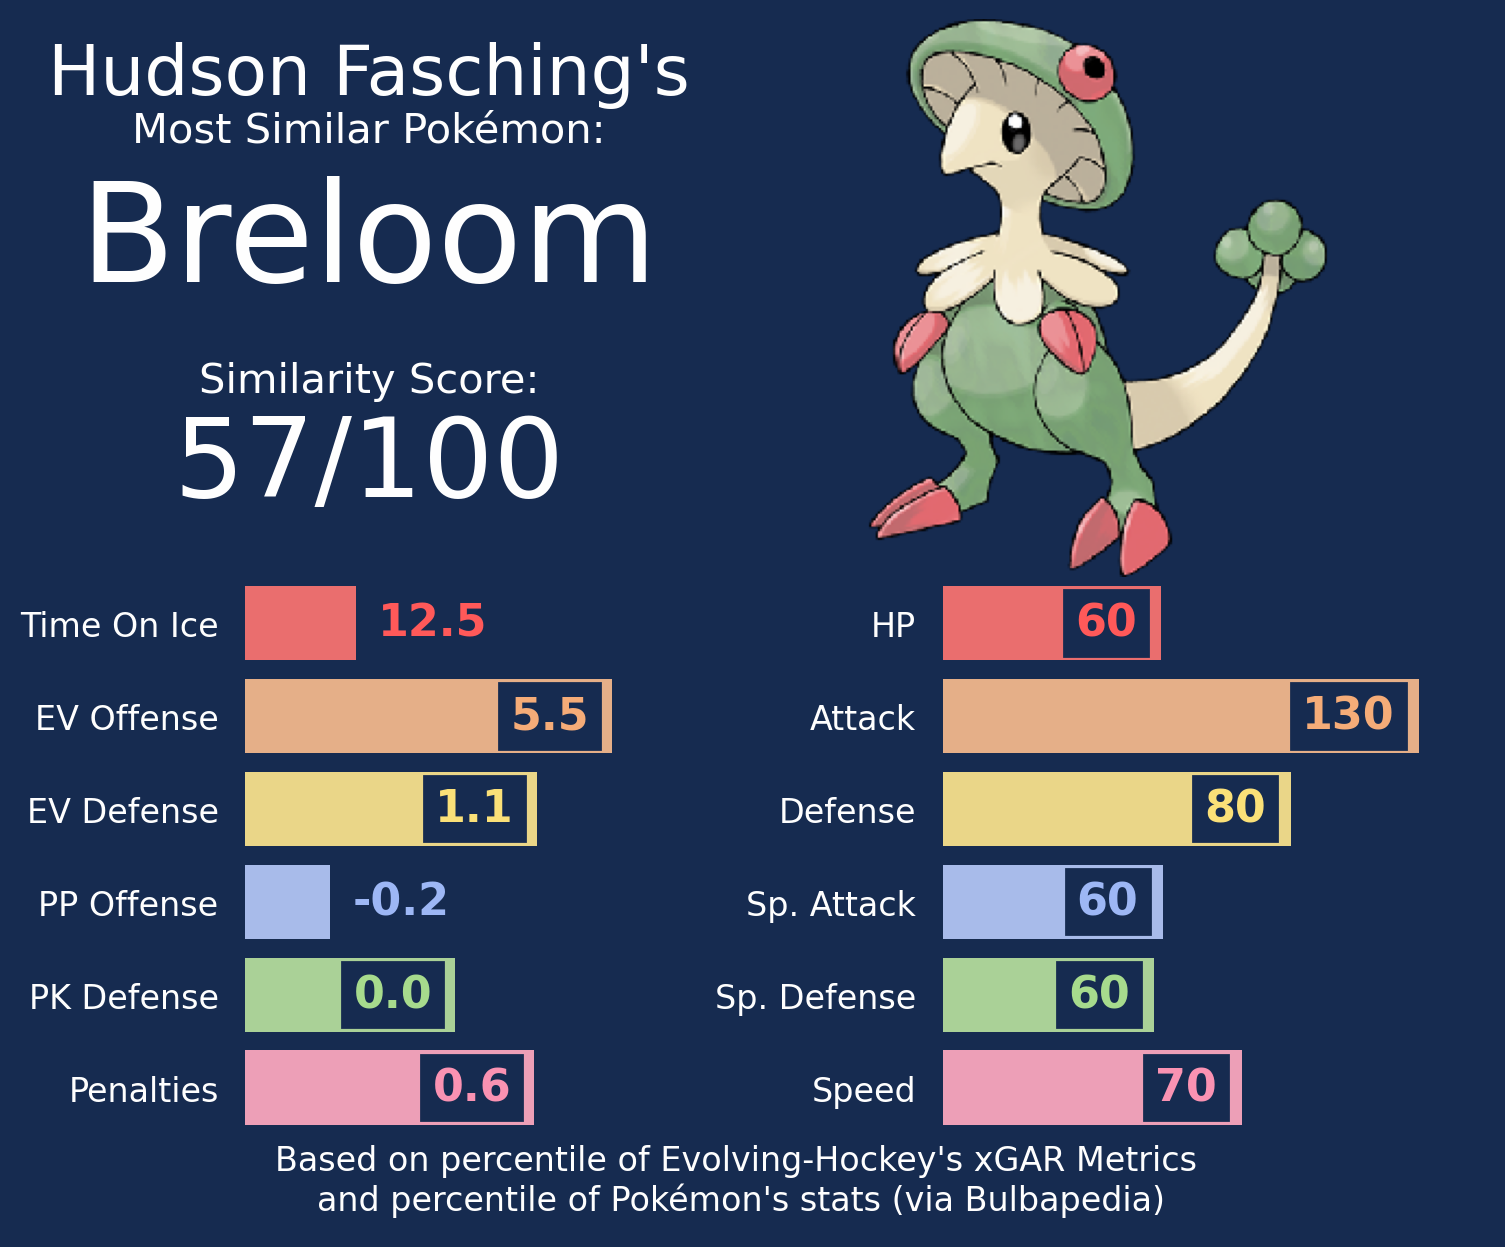 Hudson Fasching's
Most Similar Pokémon:
Breloom
Similarity Score:
57/100
Time On Ice 12.5
EV Offense 5.5
EV Defense 1.1
PP Offense -0.2
PK Defense 0.0
Penalties 0.6
HP 60
Attack 130
Defense 80
Sp. Attack 60
Sp. Defense 60
Speed 70
Based on percentile of Evolving-Hockey's xGAR Metrics
and percentile of Pokémon's stats (via Bulbapedia)